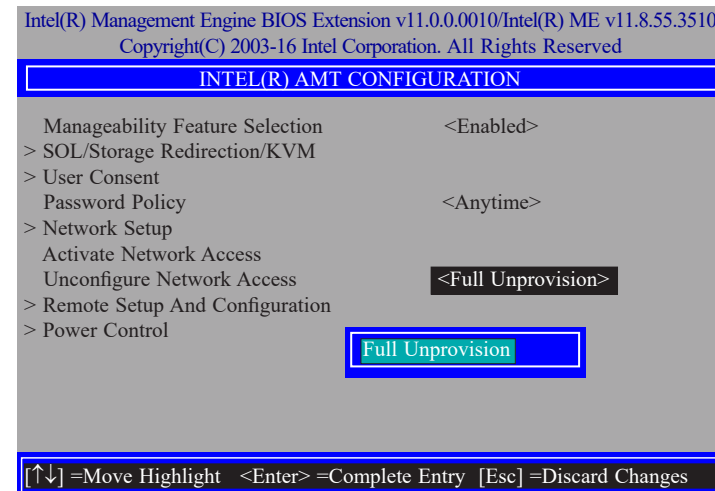 Intel(R) Management Engine BIOS Extension v11.0.0.0010/Intel(R) ME v11.8.55.3510
Copyright(C) 2003-16 Intel Corporation. All Rights Reserved
INTEL(R) AMT CONFIGURATION
Manageability Feature Selection <Enabled>
> SOL/Storage Redirection/KVM
> User Consent
Password Policy <Anytime>
> Network Setup
Activate Network Access
Unconfigure Network Access <Full Unprovision>
> Remote Setup And Configuration
> Power Control
Full Unprovision
[↑↓] =Move Highlight <Enter> =Complete Entry [Esc] =Discard Changes